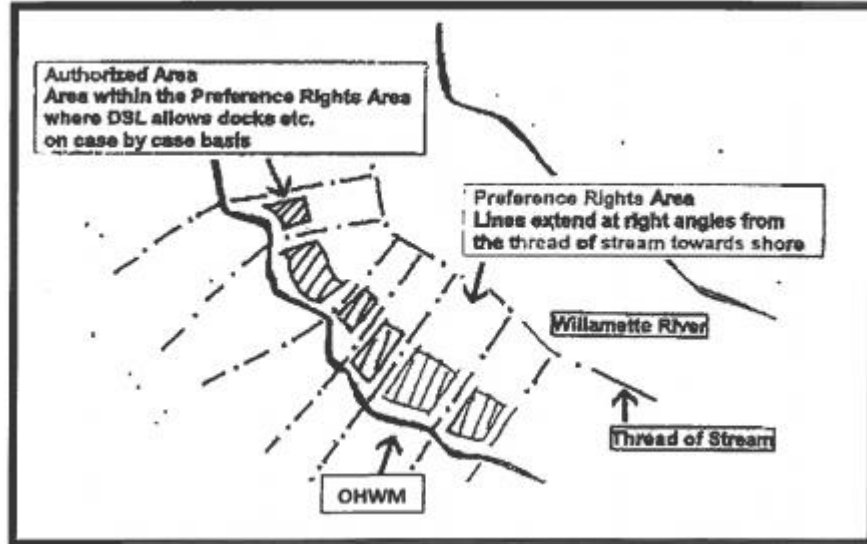 Authorized Area
Area within the Preference Rights Area
where DSL allows docks etc.
on case by case basis
Preference Rights Area
Lines extend at right angles from
the thread of stream towards shore
Willamette River
Thread of Stream
OHWM